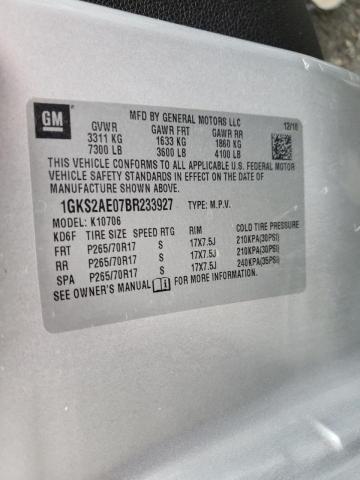 GM
MFD BY GENERAL MOTORS LLC
12/10
GVWR GAWR FRT GAWR RR
3311 KG 1633 KG 1860 KG
7300 LB 3600 LB 4100 LB
THIS VEHICLE CONFORMS TO ALL APPLICABLE U.S. FEDERAL MOTOR
VEHICLE SAFETY STANDARDS IN EFFECT ON THE DATE OF
MANUFACTURE SHOWN ABOVE.
1GKS2AE07BR233927 TYPE: M.P.V.
MODEL: K10706
KD6F TIRE SIZE SPEED RTG RIM COLD TIRE PRESSURE
FRT P265/70R17 S 17X7.5J 210KPA(30PSI)
RR P265/70R17 S 17X7.5J 210KPA(30PSI)
SPA P265/70R17 S 17X7.5J 240KPA(35PSI)
SEE OWNER'S MANUAL FOR MORE INFORMATION.